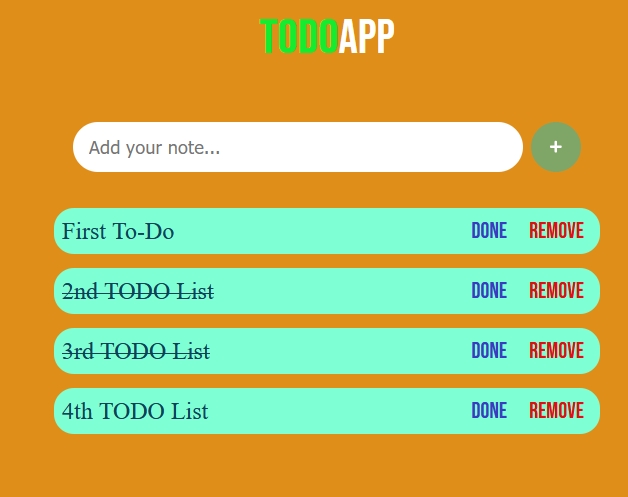 TODOAPP
Add your note...
+
First To-Do DONE REMOVE
2nd TODO List DONE REMOVE
3rd TODO List DONE REMOVE
4th TODO List DONE REMOVE